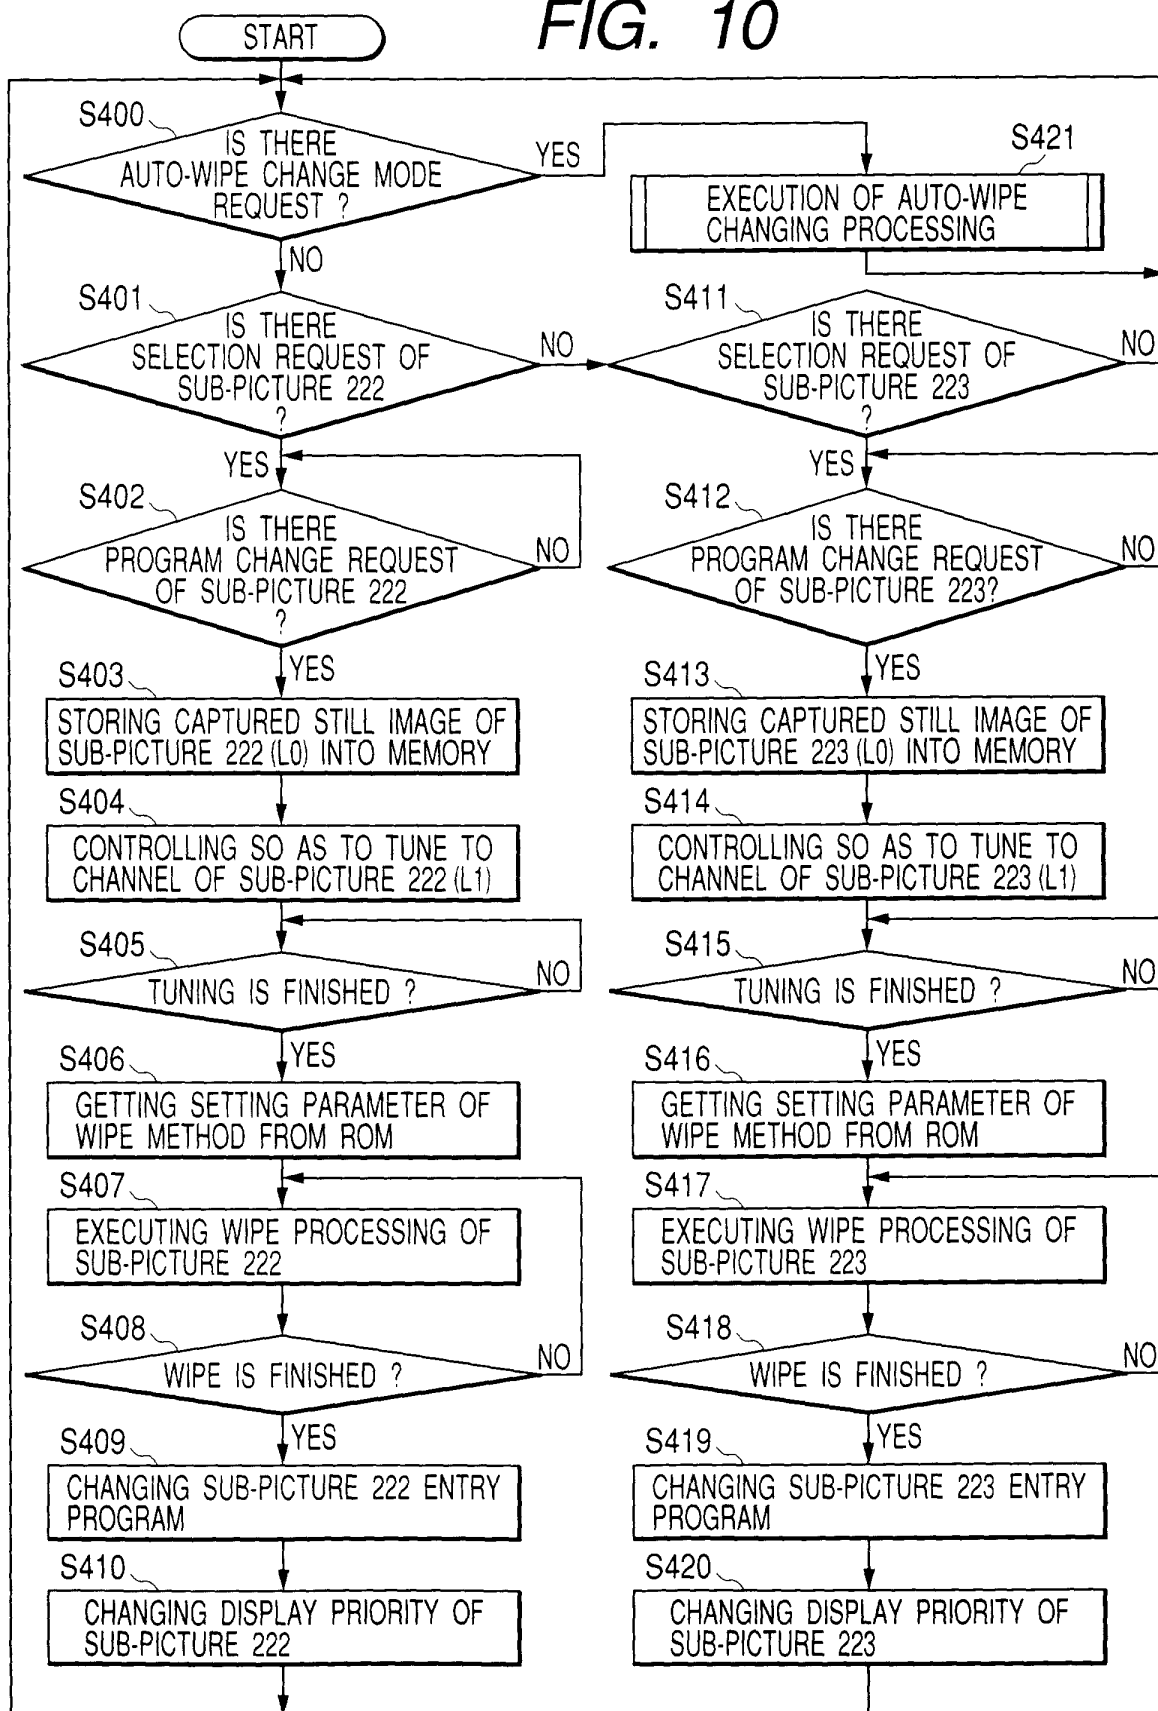 FIG. 10
START
S400
IS THERE
AUTO-WIPE CHANGE MODE
REQUEST ?
YES
NO
S421
EXECUTION OF AUTO-WIPE
CHANGING PROCESSING
S401
IS THERE
SELECTION REQUEST OF
SUB-PICTURE 222
?
NO
YES
S411
IS THERE
SELECTION REQUEST OF
SUB-PICTURE 223
?
NO
YES
S402
IS THERE
PROGRAM CHANGE REQUEST
OF SUB-PICTURE 222
?
NO
YES
S412
IS THERE
PROGRAM CHANGE REQUEST
OF SUB-PICTURE 223?
NO
YES
S403
STORING CAPTURED STILL IMAGE OF
SUB-PICTURE 222 (L0) INTO MEMORY
S413
STORING CAPTURED STILL IMAGE OF
SUB-PICTURE 223 (L0) INTO MEMORY
S404
CONTROLLING SO AS TO TUNE TO
CHANNEL OF SUB-PICTURE 222 (L1)
S414
CONTROLLING SO AS TO TUNE TO
CHANNEL OF SUB-PICTURE 223 (L1)
S405
TUNING IS FINISHED ?
NO
YES
S415
TUNING IS FINISHED ?
NO
YES
S406
GETTING SETTING PARAMETER OF
WIPE METHOD FROM ROM
S416
GETTING SETTING PARAMETER OF
WIPE METHOD FROM ROM
S407
EXECUTING WIPE PROCESSING OF
SUB-PICTURE 222
S417
EXECUTING WIPE PROCESSING OF
SUB-PICTURE 223
S408
WIPE IS FINISHED ?
NO
YES
S418
WIPE IS FINISHED ?
NO
YES
S409
CHANGING SUB-PICTURE 222 ENTRY
PROGRAM
S419
CHANGING SUB-PICTURE 223 ENTRY
PROGRAM
S410
CHANGING DISPLAY PRIORITY OF
SUB-PICTURE 222
S420
CHANGING DISPLAY PRIORITY OF
SUB-PICTURE 223